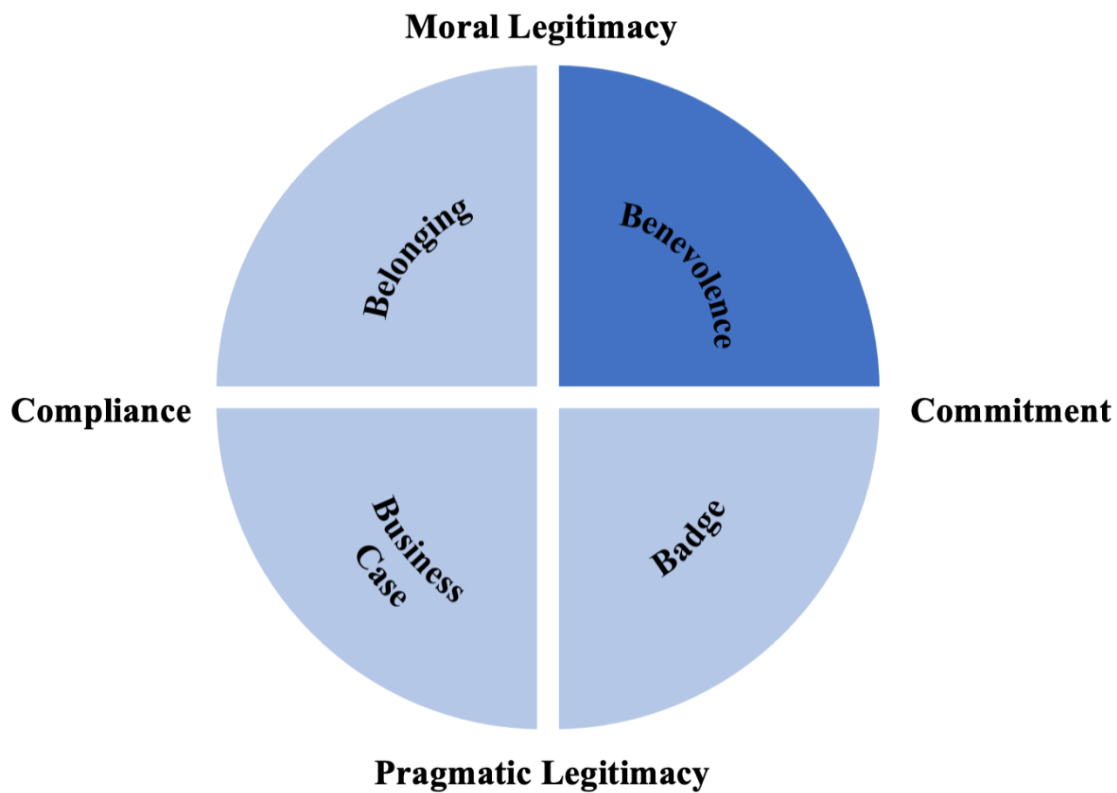 Moral Legitimacy
Belonging
Benevolence
Compliance
Commitment
Business
Case
Badge
Pragmatic Legitimacy